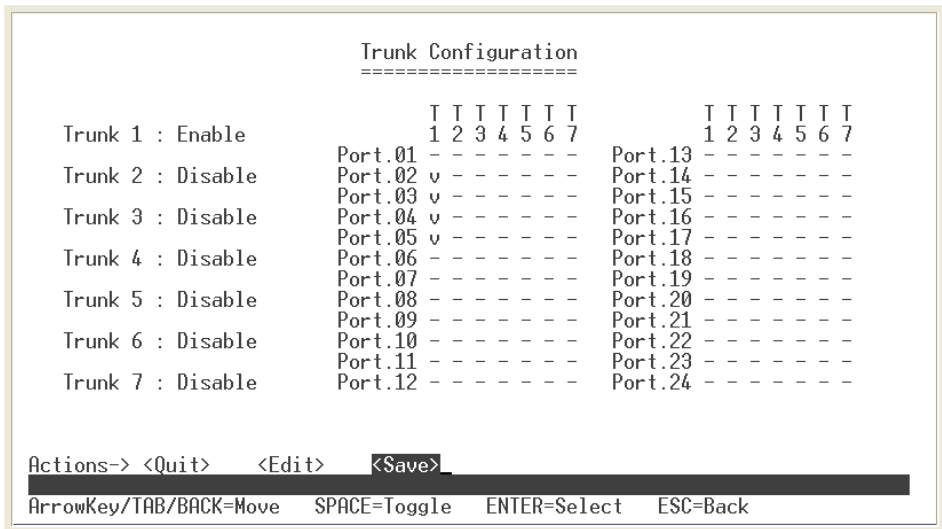 Trunk Configuration
===================
T T T T T T T T T T T T T T
Trunk 1 : Enable 1 2 3 4 5 6 7 1 2 3 4 5 6 7
Port.01 - - - - - - - Port.13 - - - - - - -
Trunk 2 : Disable Port.02 v - - - - - - Port.14 - - - - - - -
Port.03 v - - - - - - Port.15 - - - - - - -
Trunk 3 : Disable Port.04 v - - - - - - Port.16 - - - - - - -
Port.05 v - - - - - - Port.17 - - - - - - -
Trunk 4 : Disable Port.06 - - - - - - - Port.18 - - - - - - -
Port.07 - - - - - - - Port.19 - - - - - - -
Trunk 5 : Disable Port.08 - - - - - - - Port.20 - - - - - - -
Port.09 - - - - - - - Port.21 - - - - - - -
Trunk 6 : Disable Port.10 - - - - - - - Port.22 - - - - - - -
Port.11 - - - - - - - Port.23 - - - - - - -
Trunk 7 : Disable Port.12 - - - - - - - Port.24 - - - - - - -
Actions-> <Quit> <Edit> <Save>_
ArrowKey/TAB/BACK=Move SPACE=Toggle ENTER=Select ESC=Back